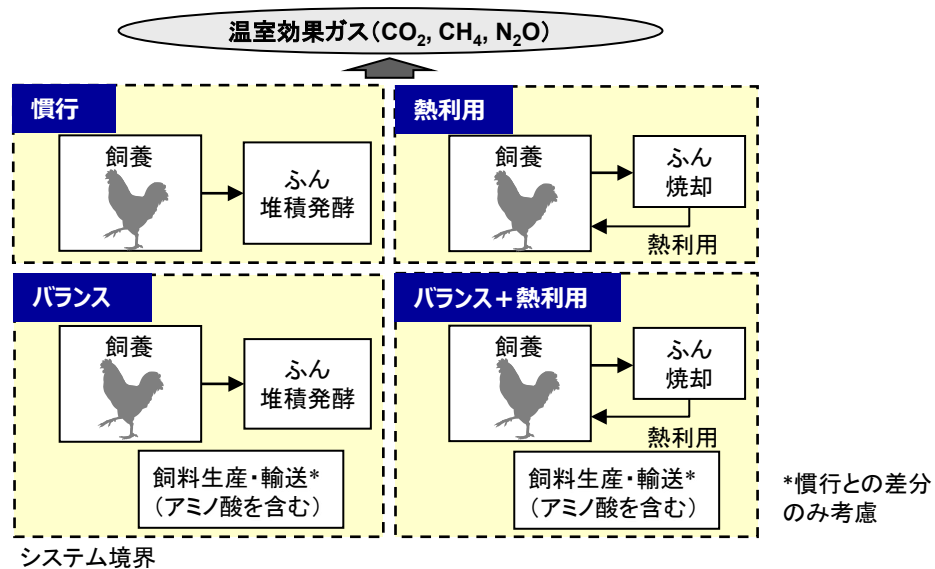 温室効果ガス(CO2, CH4, N2O)
慣行
飼養
ふん
堆積発酵
熱利用
飼養
ふん
焼却
熱利用
バランス
飼養
ふん
堆積発酵
飼料生産・輸送*
(アミノ酸を含む)
バランス+熱利用
飼養
ふん
焼却
熱利用
飼料生産・輸送*
(アミノ酸を含む)
*慣行との差分
のみ考慮
システム境界